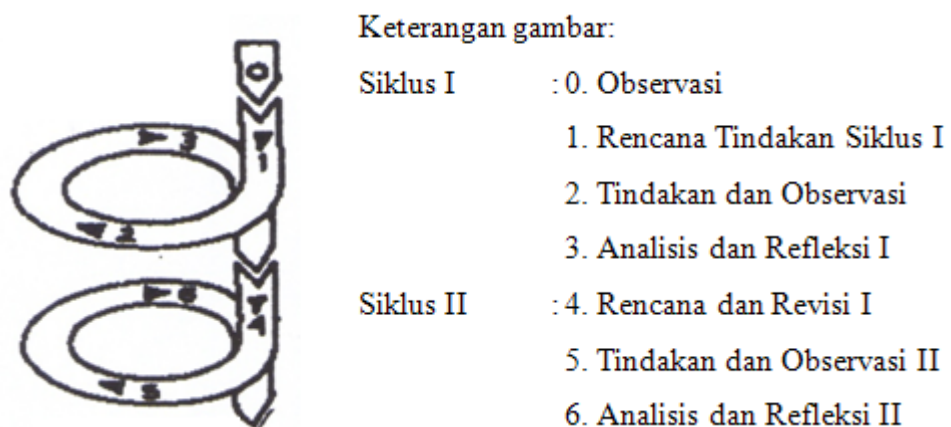 Keterangan gambar:
Siklus I : 0. Observasi
1. Rencana Tindakan Siklus I
2. Tindakan dan Observasi
3. Analisis dan Refleksi I
Siklus II : 4. Rencana dan Revisi I
5. Tindakan dan Observasi II
6. Analisis dan Refleksi II
0
1
3
2
4
6
5